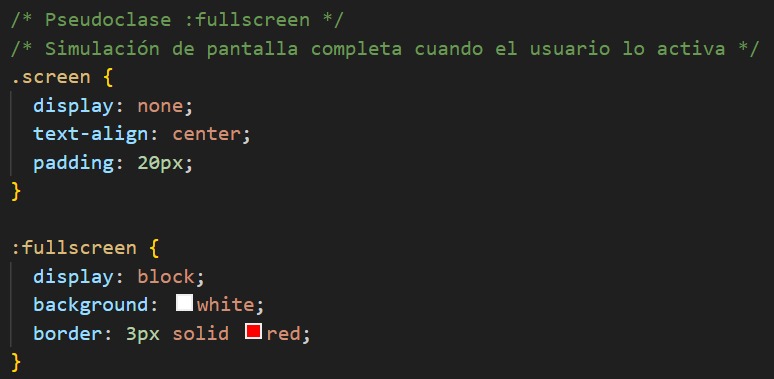 /* Pseudoclase :fullscreen */
/* Simulación de pantalla completa cuando el usuario lo activa */
.screen {
  display: none;
  text-align: center;
  padding: 20px;
}

:fullscreen {
  display: block;
  background: white;
  border: 3px solid red;
}